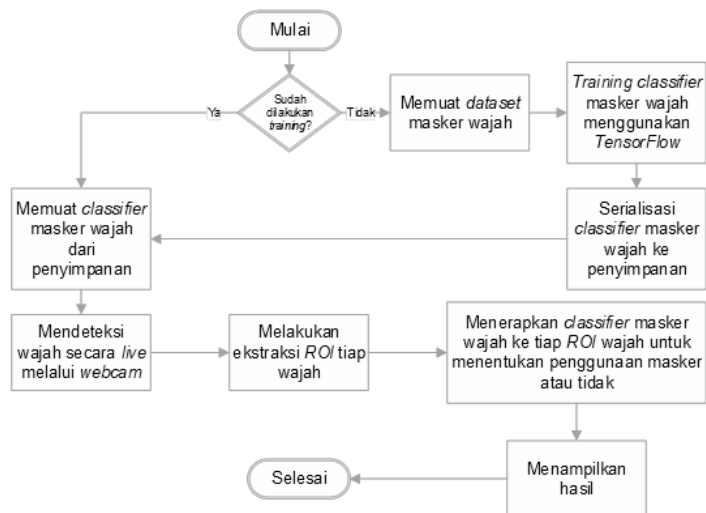 Mulai
Sudah
dilakukan
training?
Ya
Tidak
Memuat dataset
masker wajah
Training classifier
masker wajah
menggunakan
TensorFlow
Serialisasi
classifier masker
wajah ke
penyimpanan
Memuat classifier
masker wajah
dari
penyimpanan
Mendeteksi
wajah secara live
melalui webcam
Melakukan
ekstraksi ROI tiap
wajah
Menerapkan classifier masker
wajah ke tiap ROI wajah untuk
menentukan penggunaan masker
atau tidak
Menampilkan
hasil
Selesai